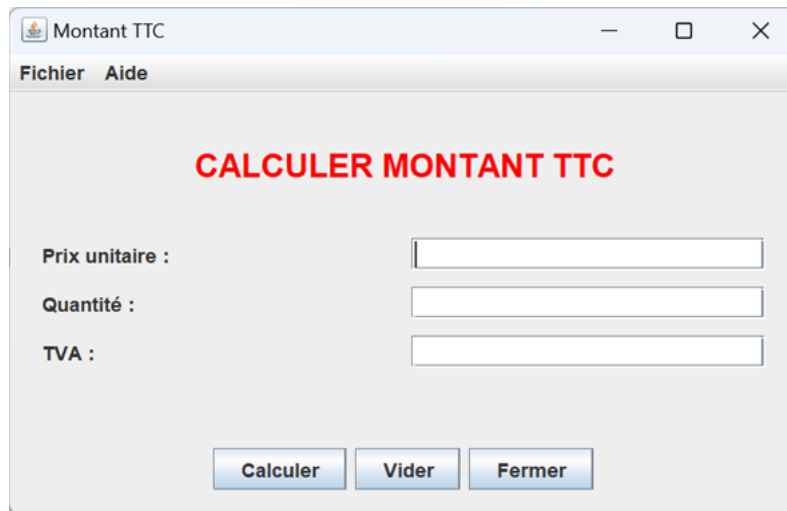 Montant TTC
Fichier Aide
CALCULER MONTANT TTC
Prix unitaire :
Quantité :
TVA :
Calculer Vider Fermer